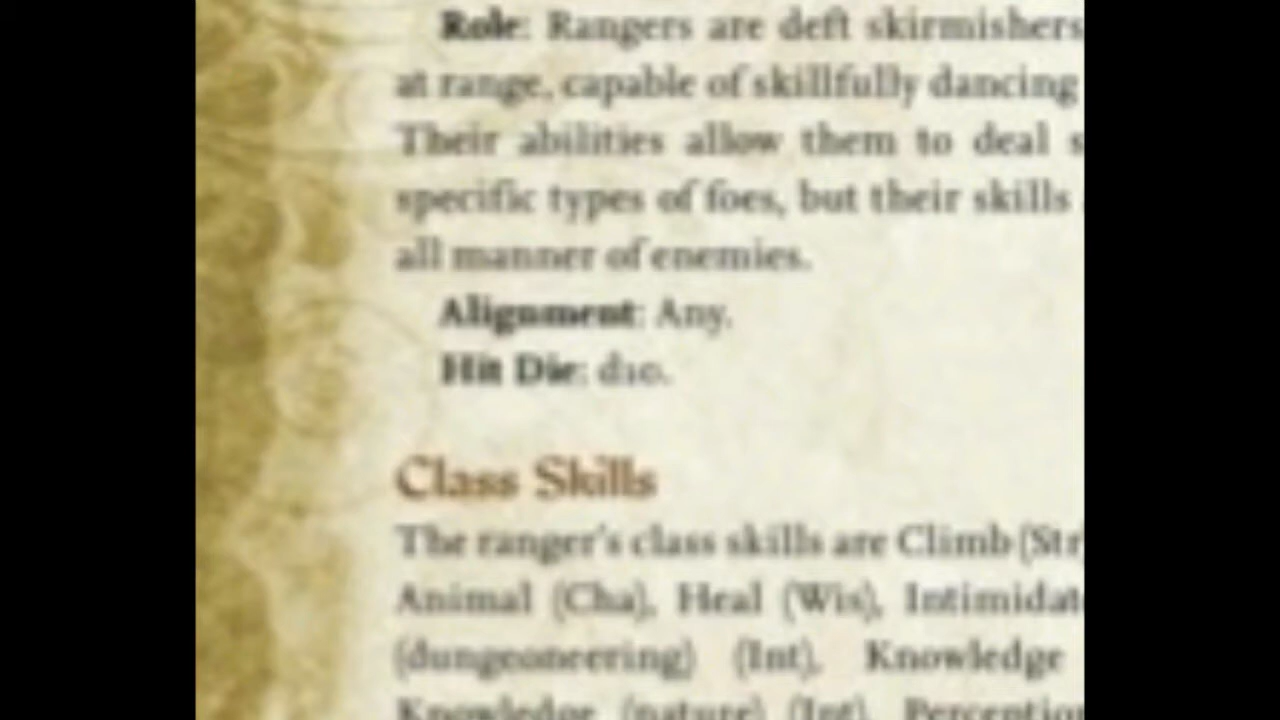 Role: Rangers are deft skirmishers
at range, capable of skillfully dancing
Their abilities allow them to deal s
specific types of foes, but their skills
all manner of enemies.
Alignment: Any.
Hit Die: d10.
Class Skills
The ranger's class skills are Climb (Str
Animal (Cha), Heal (Wis), Intimidat
(dungeoneering) (Int), Knowledge
Knowledge (nature) (Int), Perception